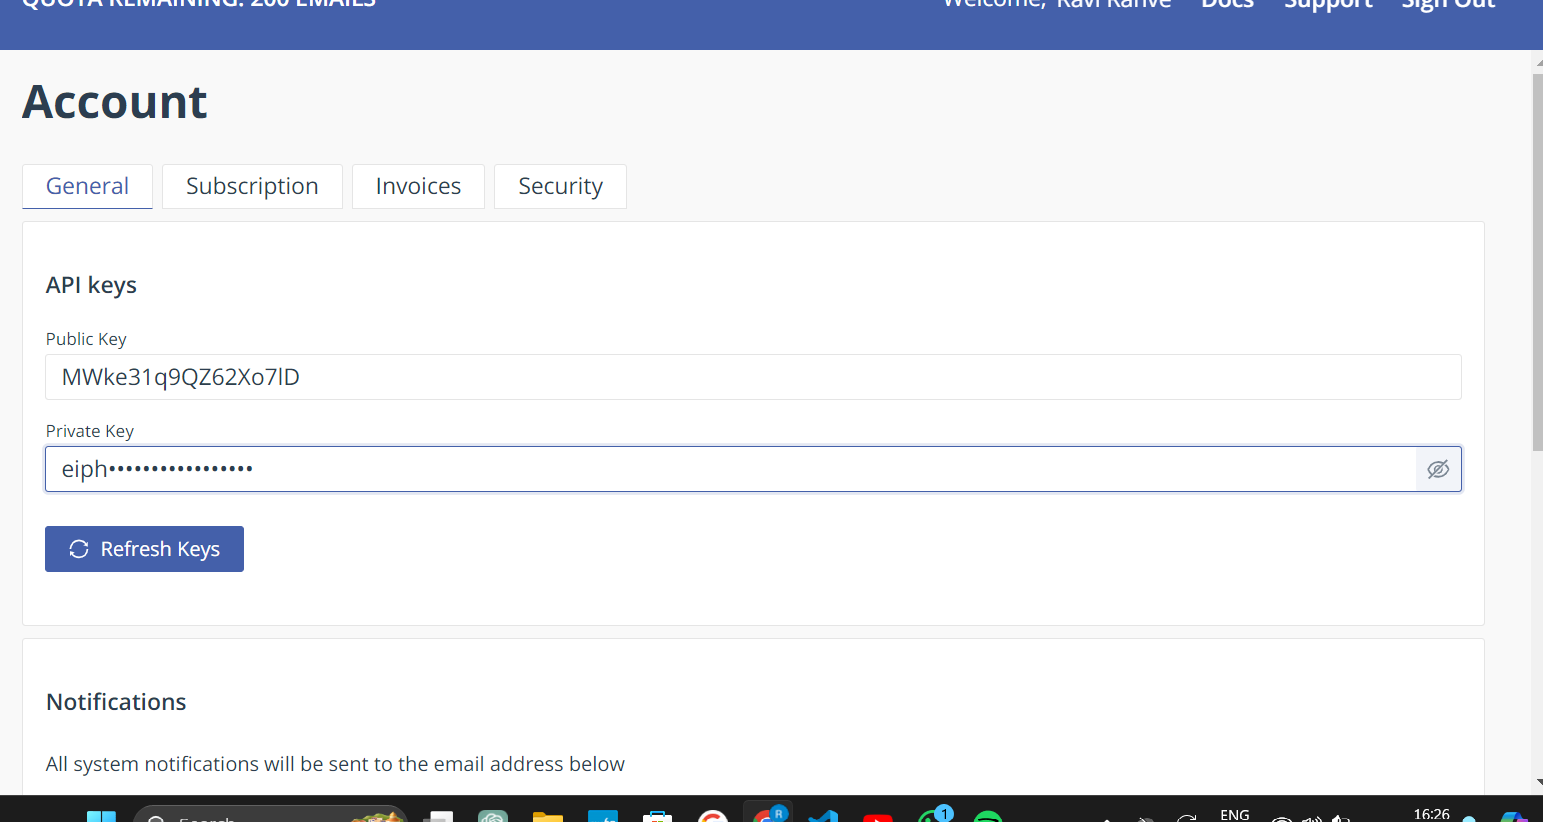 QUOTA REMAINING: 200 EMAILS
Welcome, Ravi Docs Support Sign Out
Account
General Subscription Invoices Security
API keys
Public Key
MWke31q9QZ62Xo7lD
Private Key
eiph•••••••••••••••••
Refresh Keys
Notifications
All system notifications will be sent to the email address below
Search R 1 ENG 16:26